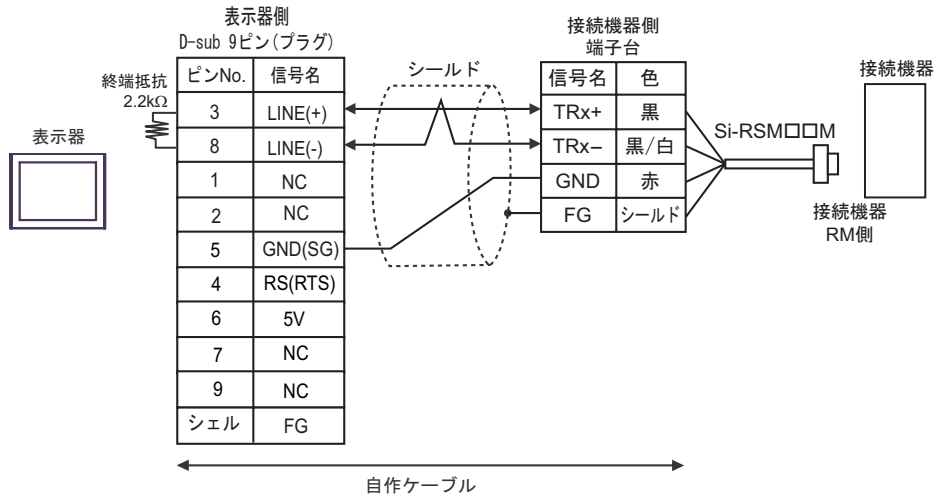 表示器側
D-sub 9ピン(プラグ)
接続機器側
端子台
終端抵抗
2.2kΩ
ピンNo. 信号名
シールド
信号名 色
接続機器
表示器
3 LINE(+)
TRx+ 黒
8 LINE(-)
TRx− 黒/白
Si-RSM□□M
1 NC
GND 赤
2 NC
FG シールド
接続機器
RM側
5 GND(SG)
4 RS(RTS)
6 5V
7 NC
9 NC
シェル FG
自作ケーブル